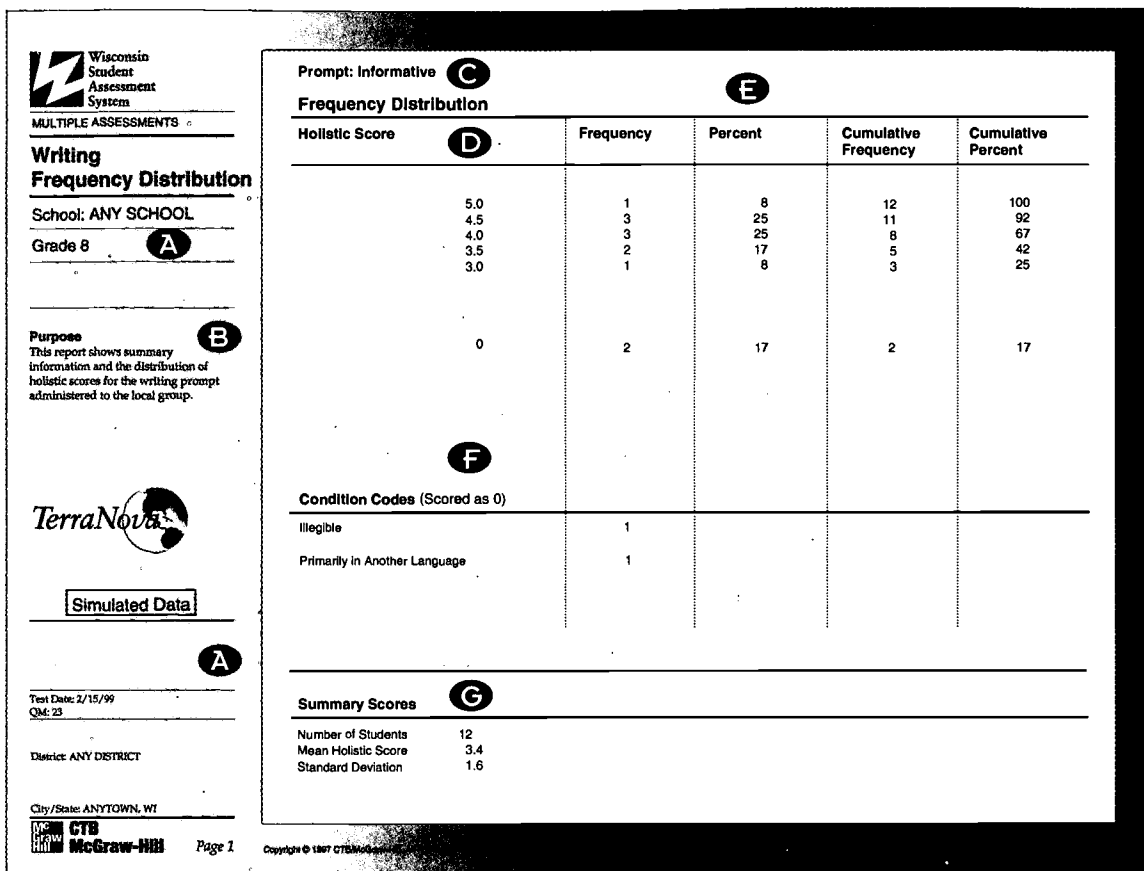 Wisconsin
Student
Assessment
System
MULTIPLE ASSESSMENTS
Writing
Frequency Distribution
School: ANY SCHOOL
Grade 8 A
B
Purpose
This report shows summary
information and the distribution of
holistic scores for the writing prompt
administered to the local group.
TerraNova
Simulated Data
A
Test Date: 2/15/99
QM: 23
District: ANY DISTRICT
City/State: ANYTOWN, WI
Mc Graw Hill CTB
McGraw-Hill Page 1
Prompt: Informative C
E
Frequency Distribution
Holistic Score D Frequency Percent Cumulative Frequency Cumulative Percent
5.0 1 8 12 100
4.5 3 25 11 92
4.0 3 25 8 67
3.5 2 17 5 42
3.0 1 8 3 25
0 2 17 2 17
F
Condition Codes (Scored as 0)
Illegible 1
Primarily in Another Language 1
G
Summary Scores
Number of Students 12
Mean Holistic Score 3.4
Standard Deviation 1.6
Copyright © 1997